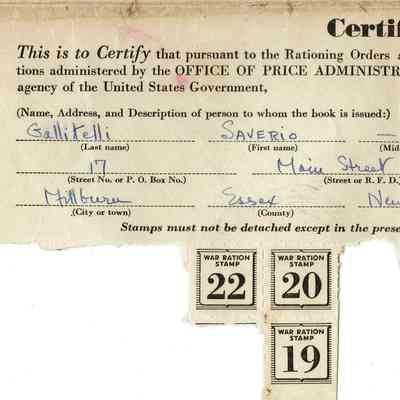 Certif
This is to Certify that pursuant to the Rationing Orders a
tions administered by the OFFICE OF PRICE ADMINISTR
agency of the United States Government,
(Name, Address, and Description of person to whom the book is issued:)
Gallitelli SAVERIO —
(Last name) (First name) (Mid
17 Main Street
(Street No. or P. O. Box No.) (Street or R. F. D.
Millburn Essex New
(City or town) (County)
Stamps must not be detached except in the prese
WAR RATION STAMP 22 WAR RATION STAMP 20
WAR RATION STAMP 19